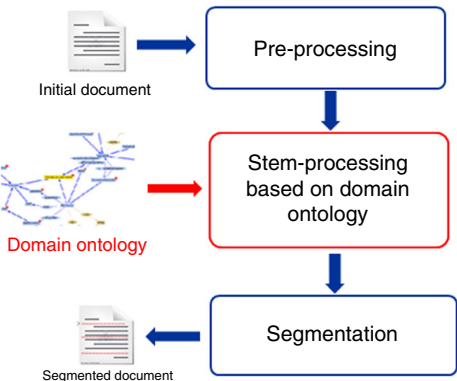 Pre-processing
Initial document
Stem-processing
based on domain
ontology
Domain ontology
Segmentation
Segmented document